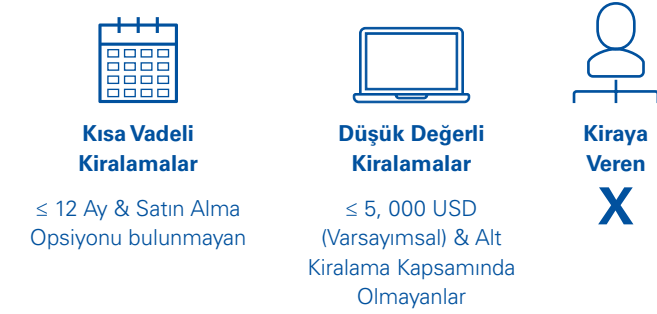 Kısa Vadeli
Kiralamalar
≤ 12 Ay & Satın Alma
Opsiyonu bulunmayan
Düşük Değerli
Kiralamalar
≤ 5, 000 USD
(Varsayımsal) & Alt
Kiralama Kapsamında
Olmayanlar
Kiraya
Veren
X